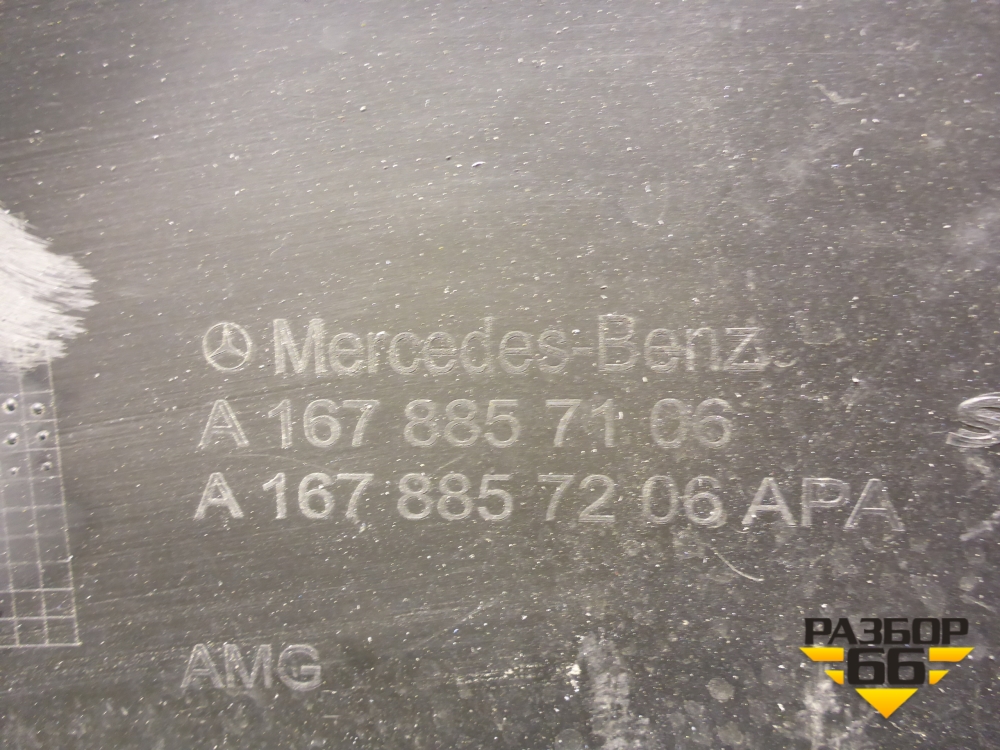 Mercedes-Benz
A 167 885 71 06
A 167 885 72 06 APA
AMG
РАЗБОР
66